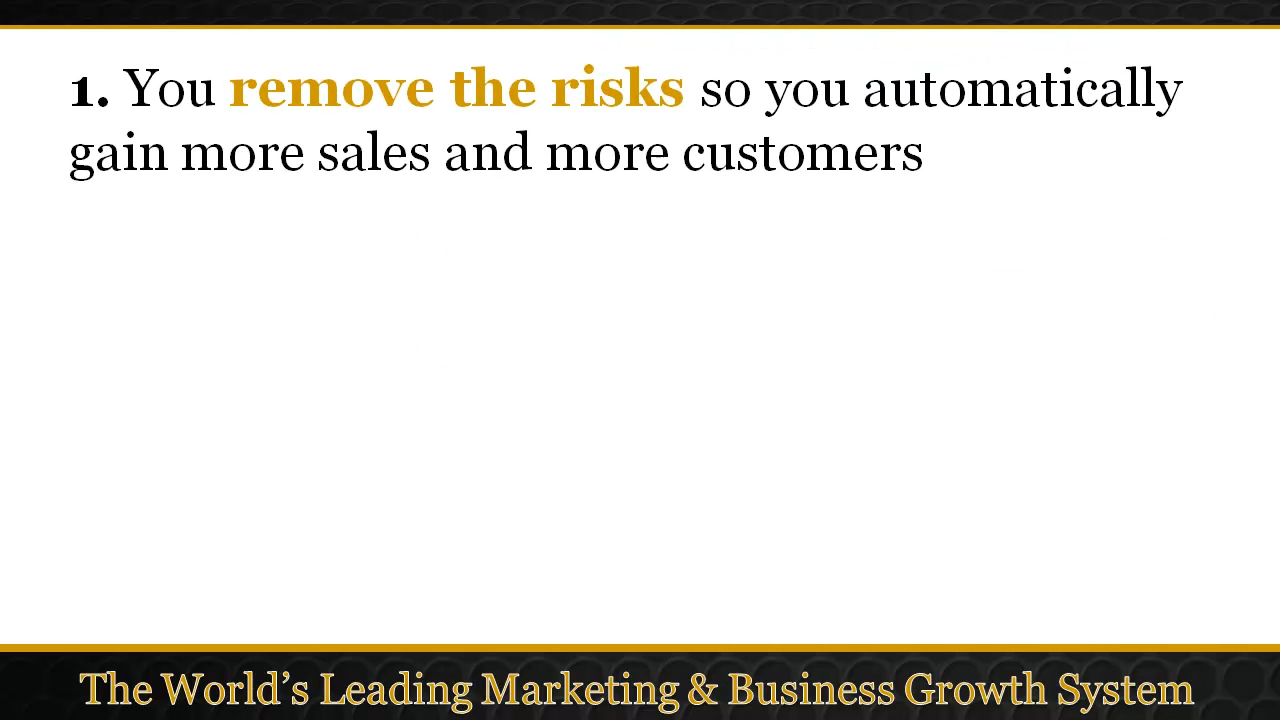 1. You remove the risks so you automatically
gain more sales and more customers
The World’s Leading Marketing & Business Growth System